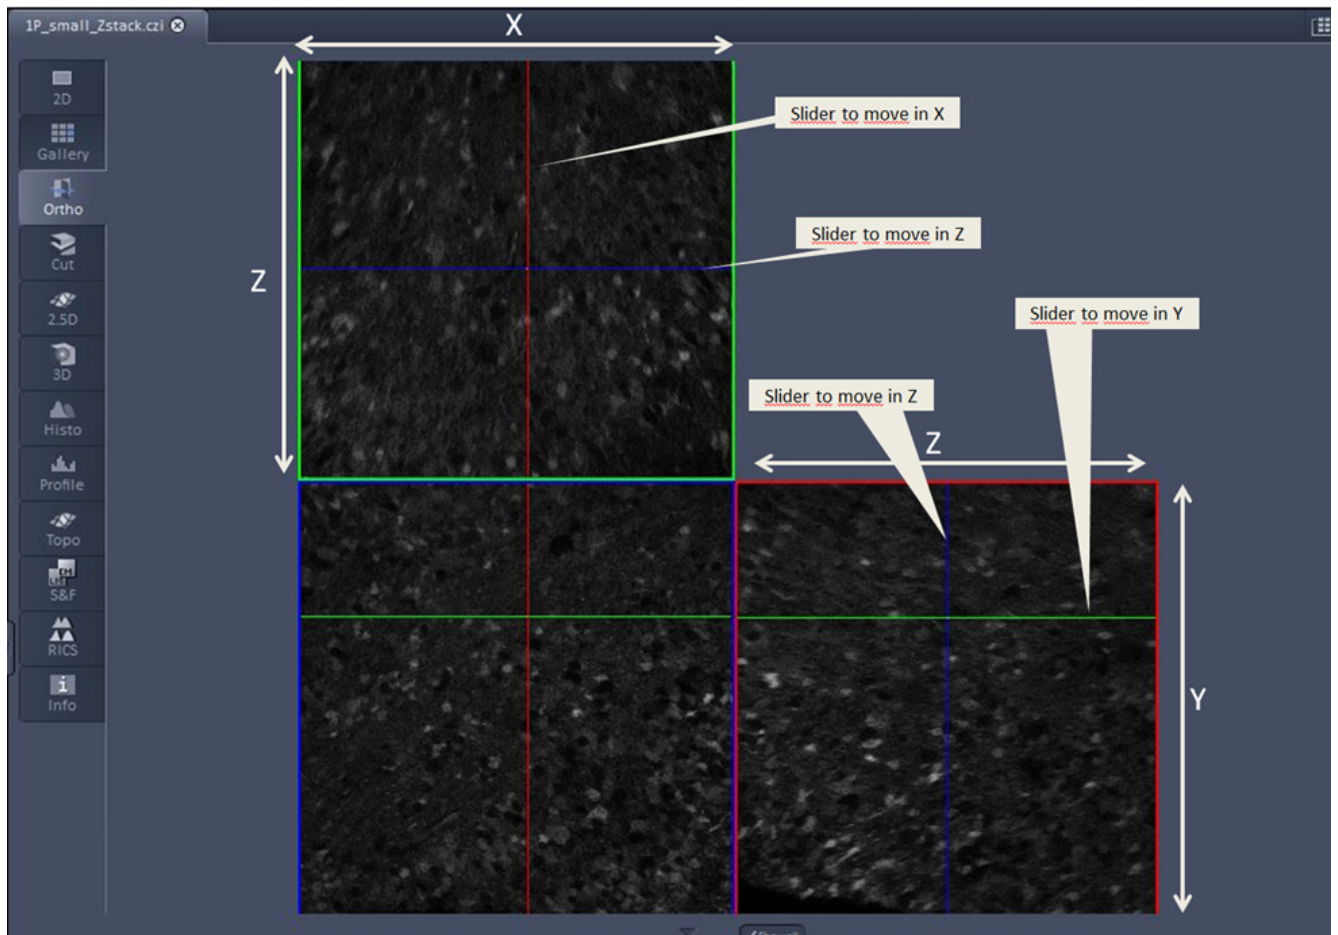 1P_small_Zstack.czi
X
2D
Gallery
Ortho
Cut
2.5D
3D
Histo
Profile
Topo
S&F
RICS
i
Info
Z
Slider to move in X
Slider to move in Z
Slider to move in Y
Slider to move in Z
Z
Y